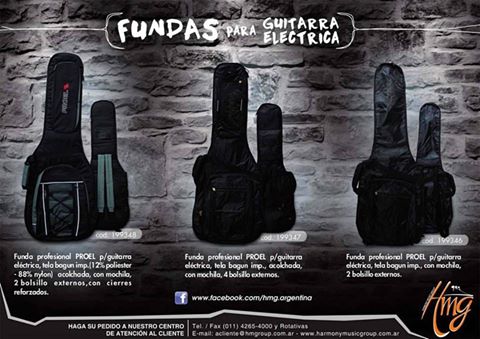 FUNDAS PARA GUITARRA ELECTRICA
PROEL
cod. 199348
cod. 199347
cod. 199346
Funda profesional PROEL p/guitarra
eléctrica, tela bagun imp.(12% poliester
- 88% nylon) acolchada, con mochila,
2 bolsillo externos,con cierres
reforzados.
Funda profesional PROEL p/guitarra
eléctrica, tela bagun imp., acolchada,
con mochila, 4 bolsillo externos.
Funda profesional PROEL p/guitarra
eléctrica, tela bagun imp., con mochila,
2 bolsillo externos.
f www.facebook.com/hmg.argentina
Hmg
HAGA SU PEDIDO A NUESTRO CENTRO
DE ATENCIÓN AL CLIENTE
Tel. / Fax (011) 4265-4000 y Rotativas
E-mail: acliente@hmgroup.com.ar - www.harmonymusicgroup.com.ar